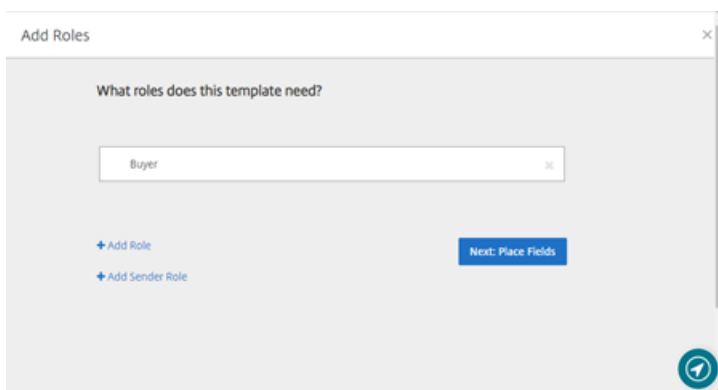 Add Roles
What roles does this template need?
Buyer
+ Add Role
Next: Place Fields
+ Add Sender Role